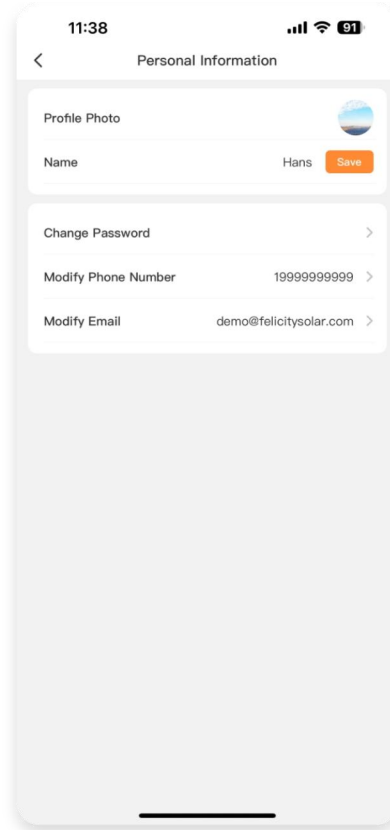 11:38 91
Personal Information
Profile Photo
Name Hans Save
Change Password
Modify Phone Number 19999999999
Modify Email demo@felicitysolar.com